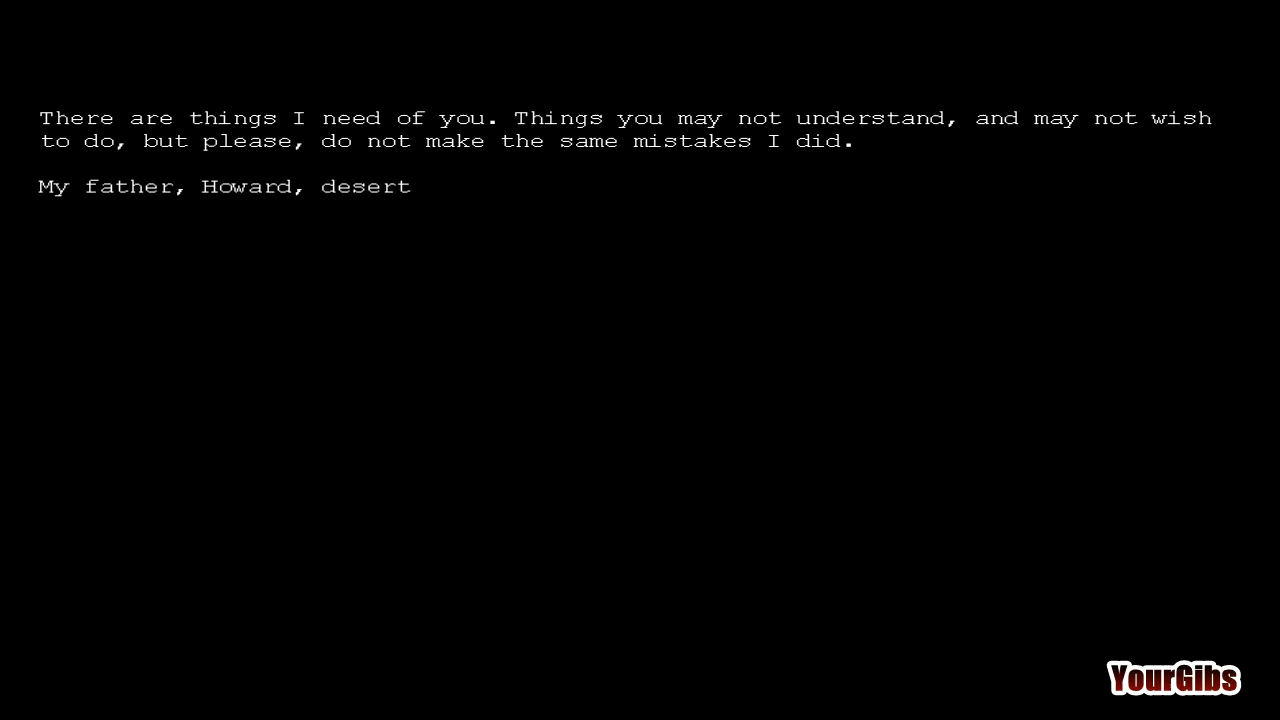 There are things I need of you. Things you may not understand, and may not wish
to do, but please, do not make the same mistakes I did.
My father, Howard, desert
YourGibs